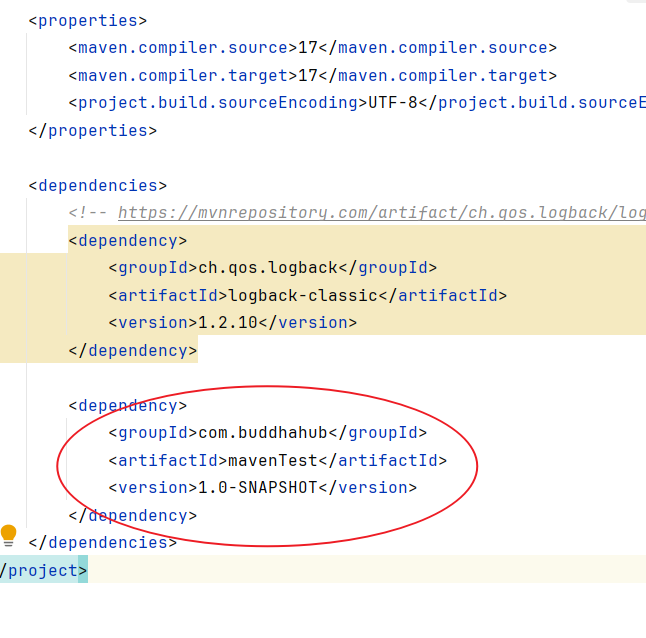 <properties>
<maven.compiler.source>17</maven.compiler.source>
<maven.compiler.target>17</maven.compiler.target>
<project.build.sourceEncoding>UTF-8</project.build.sourceE
</properties>
<dependencies>
<!-- https://mvnrepository.com/artifact/ch.qos.logback/log
<dependency>
<groupId>ch.qos.logback</groupId>
<artifactId>logback-classic</artifactId>
<version>1.2.10</version>
</dependency>
<dependency>
<groupId>com.buddhahub</groupId>
<artifactId>mavenTest</artifactId>
<version>1.0-SNAPSHOT</version>
</dependency>
</dependencies>
/project>